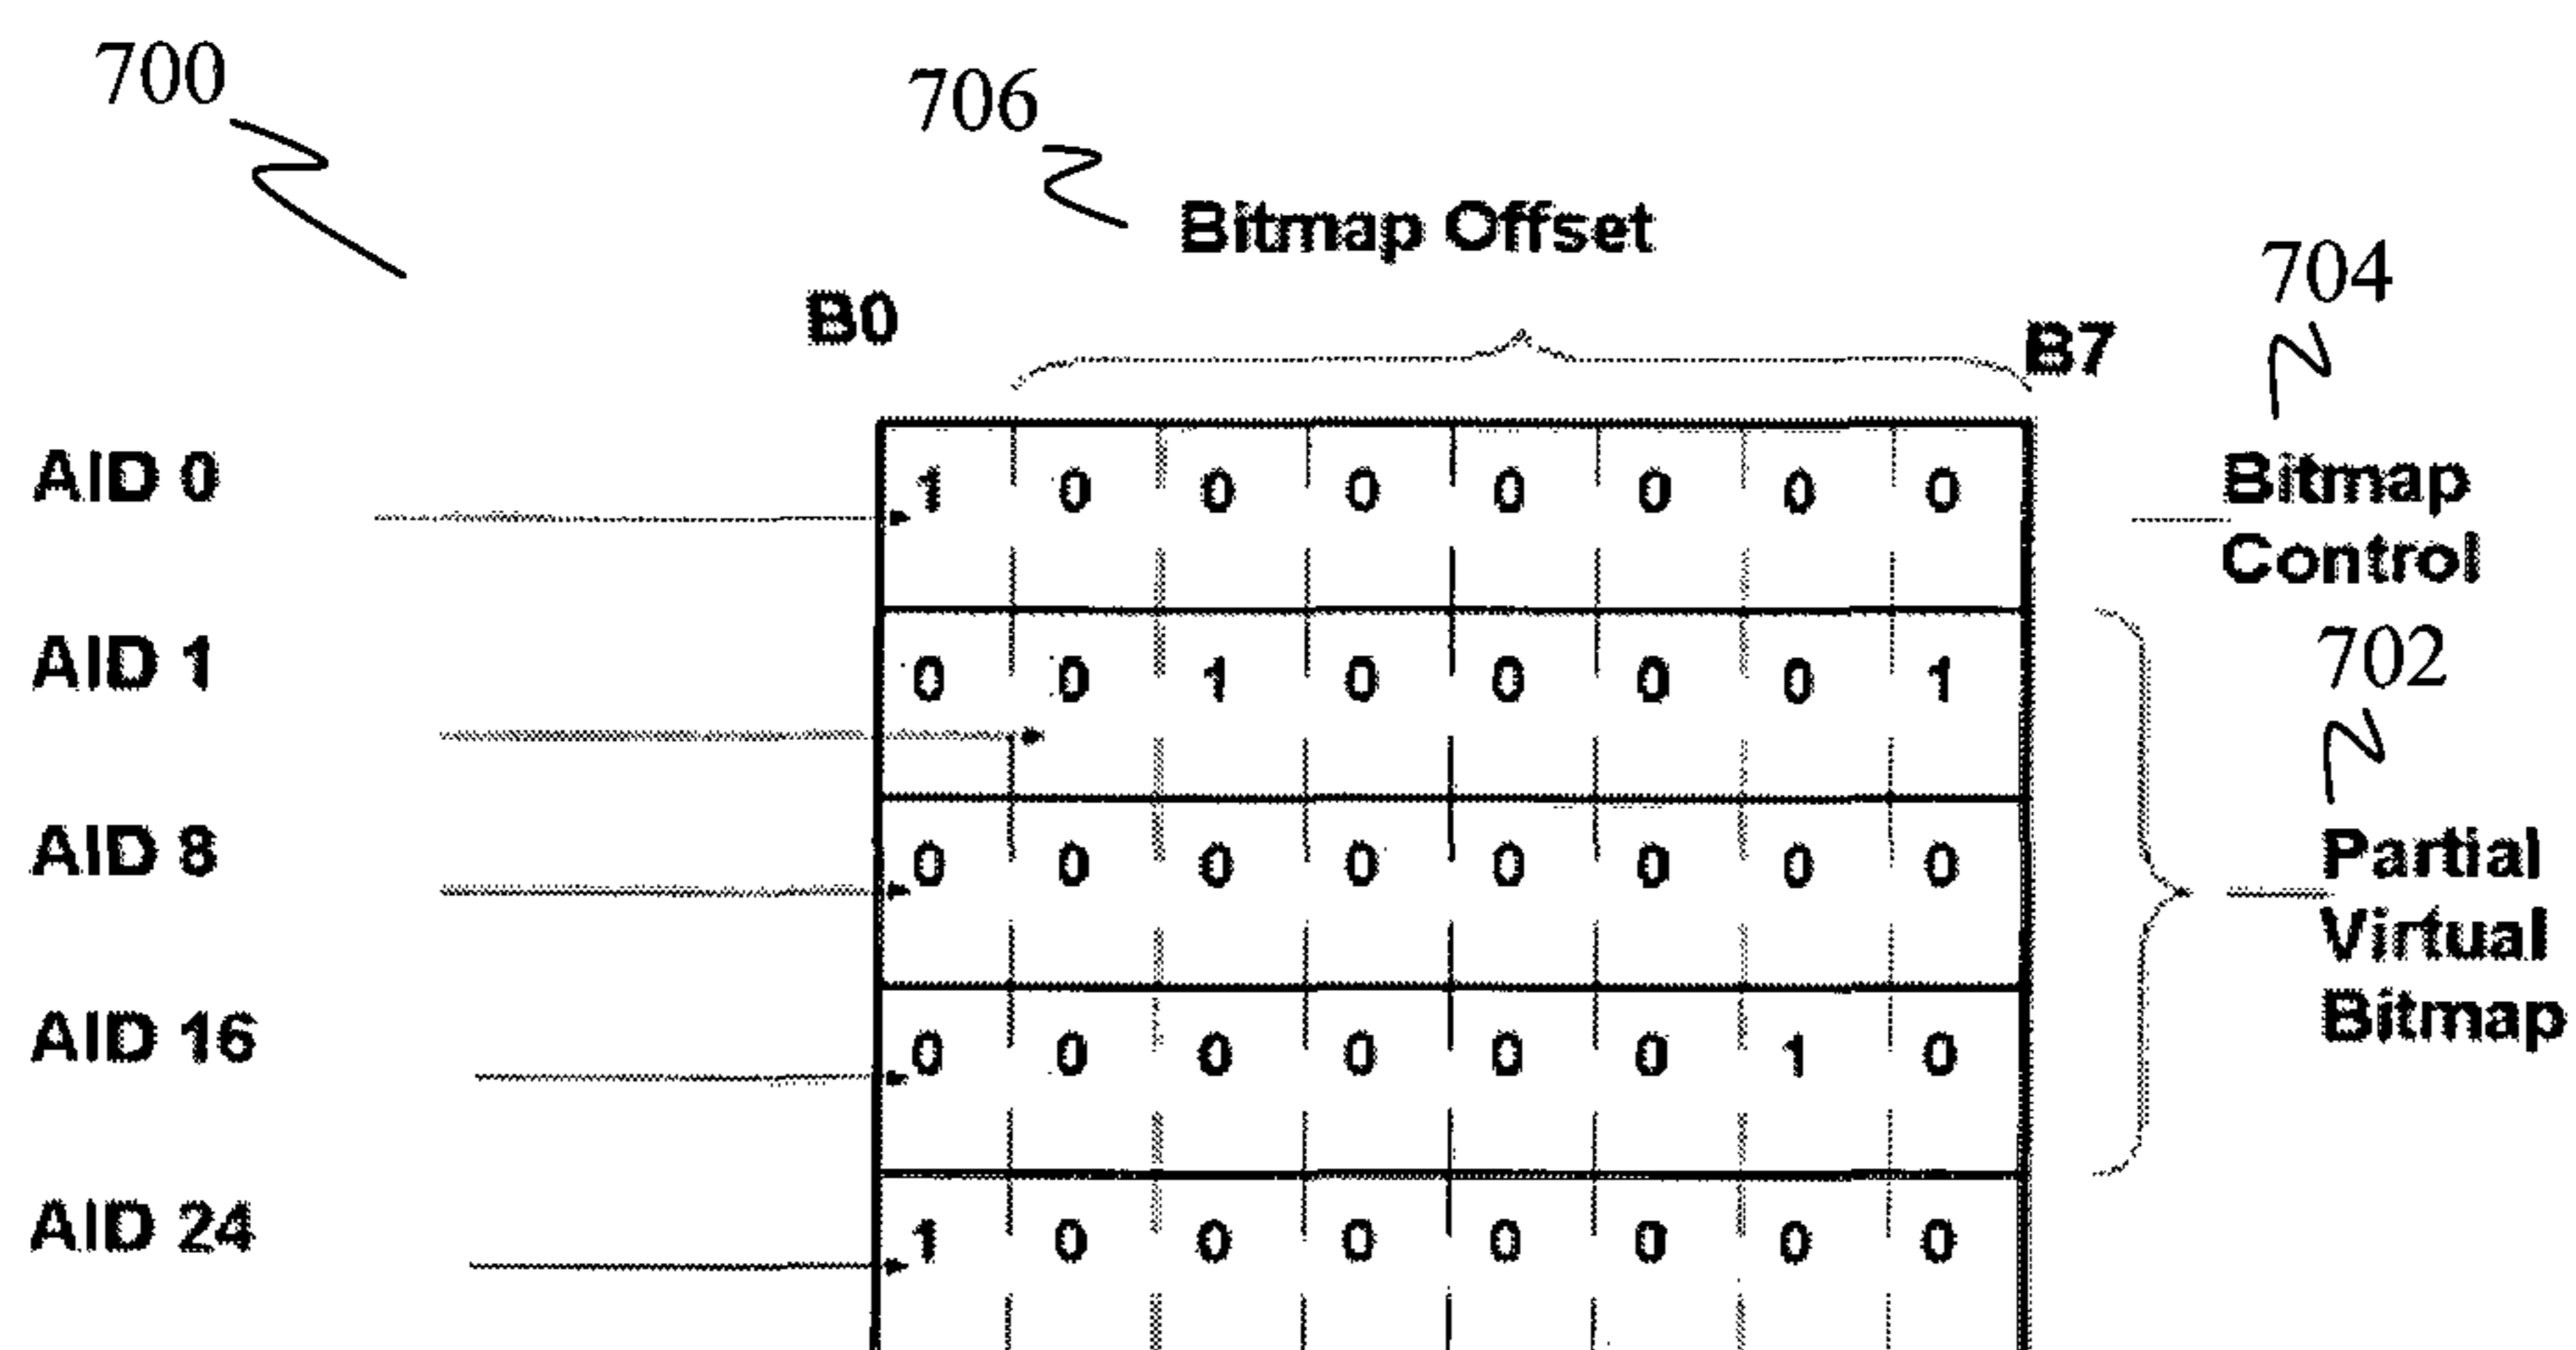 700
706
Bitmap Offset
704
B0
B7
AID 0
1 0 0 0 0 0 0 0
Bitmap
Control
AID 1
0 0 1 0 0 0 0 1
702
AID 8
0 0 0 0 0 0 0 0
Partial
Virtual
Bitmap
AID 16
0 0 0 0 0 0 1 0
AID 24
1 0 0 0 0 0 0 0